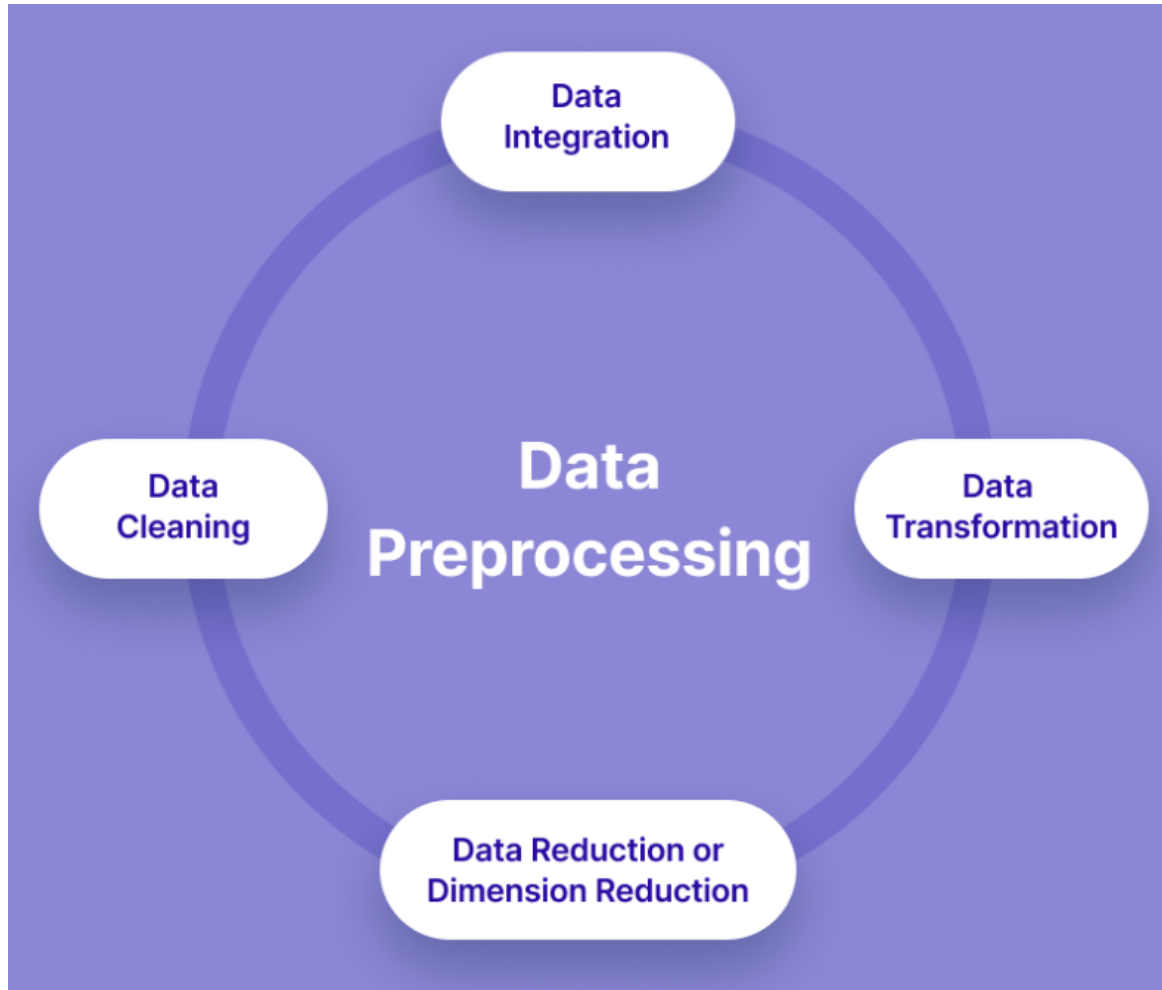 Data
Integration
Data
Cleaning
Data
Preprocessing
Data
Transformation
Data Reduction or
Dimension Reduction